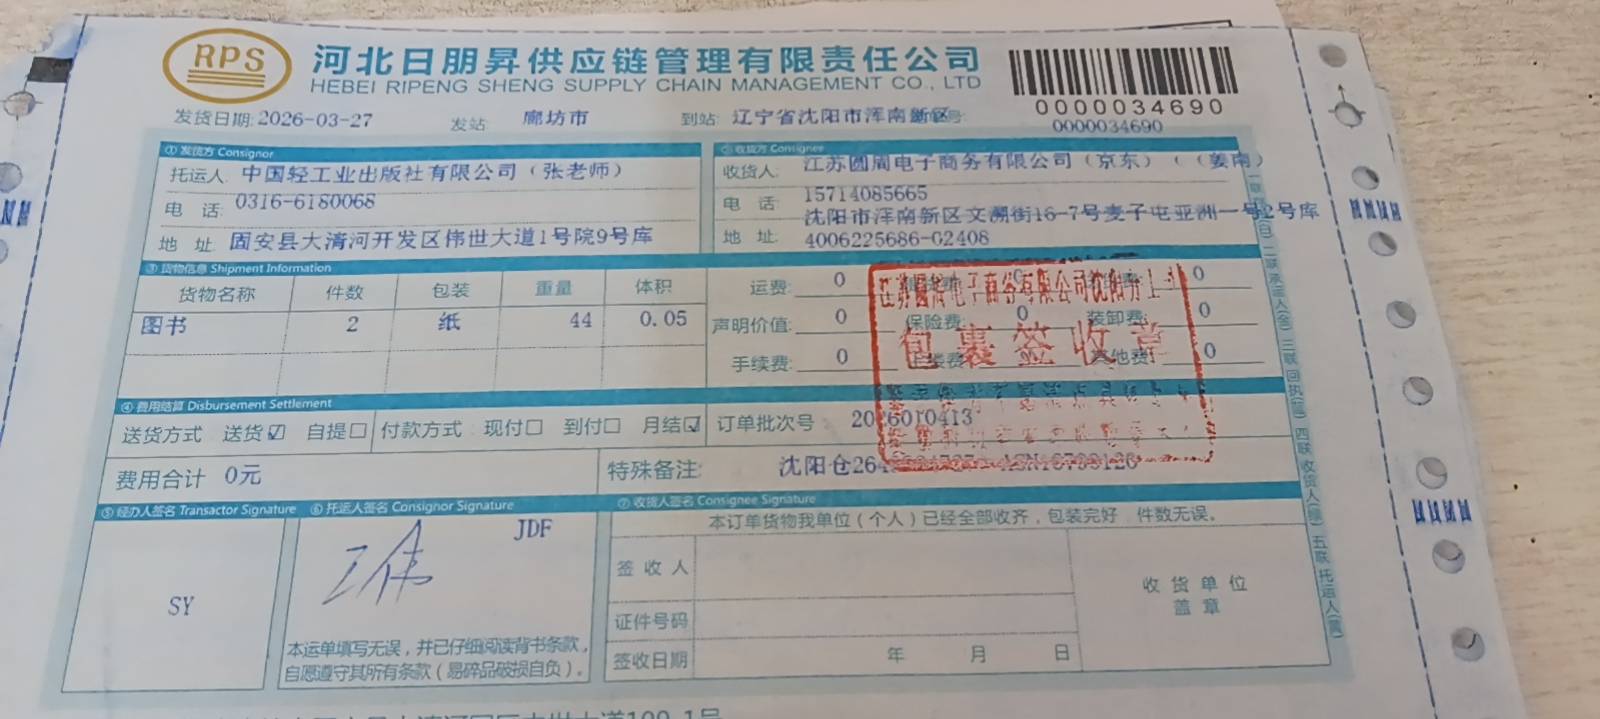 RPS
河北日朋昇供应链管理有限责任公司
HEBEI RIPENG SHENG SUPPLY CHAIN MANAGEMENT CO., LTD
0000034690
0000034690
发货日期:2026-03-27 发站: 廊坊市 到站: 辽宁省沈阳市浑南新区
① 发货方 Consignor
托运人: 中国轻工业出版社有限公司（张老师）
电 话: 0316-6180068
地 址: 固安县大清河开发区伟世大道1号院9号库
② 收货方 Consignee
收货人: 江苏圆周电子商务有限公司（京东）（（姜南）
电 话: 15714085665
地 址: 沈阳市浑南新区文溯街16-7号麦子屯亚洲一号2号库
4006225686-02408
③ 货物信息 Shipment Information
货物名称 件数 包装 重量 体积
图书 2 纸 44 0.05
运费: 0 0 0
声明价值: 0 保险费: 0 装卸费: 0
手续费: 0 其他费: 0
包裹签收章
④ 费用结算 Disbursement Settlement
送货方式 送货☑ 自提□ 付款方式 现付□ 到付□ 月结☑ 订单批次号 2026010413
费用合计 0元 特殊备注: 沈阳仓
⑤ 经办人签名 Transactor Signature
SY
⑥ 托运人签名 Consignor Signature
JDF
王伟
本运单填写无误，并已仔细阅读背书条款，
自愿遵守其所有条款（易碎品破损自负）。
⑦ 收货人签名 Consignee Signature
本订单货物我单位（个人）已经全部收齐，包装完好 件数无误。
签 收 人
证件号码
签收日期 年 月 日
收 货 单 位
盖 章